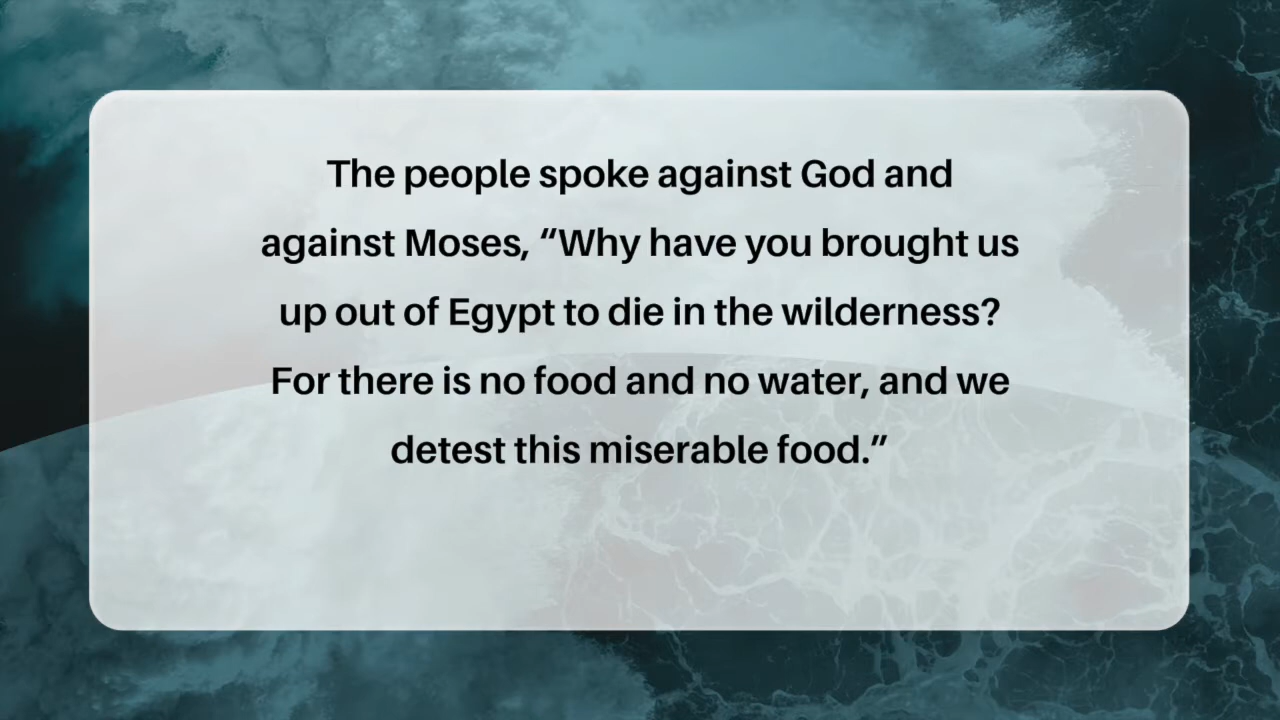 The people spoke against God and
against Moses, “Why have you brought us
up out of Egypt to die in the wilderness?
For there is no food and no water, and we
detest this miserable food.”